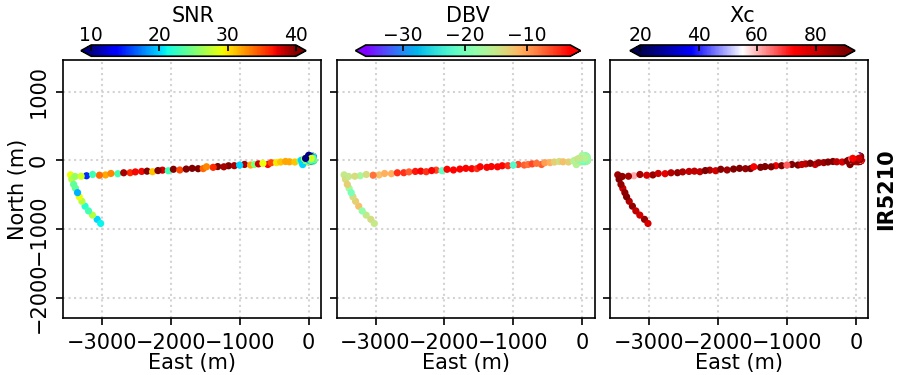 SNR
DBV
Xc
10 20 30 40
−30 −20 −10
20 40 60 80
North (m)
1000
0
−1000
−2000
IR5210
−3000 −2000 −1000 0
−3000 −2000 −1000 0
−3000 −2000 −1000 0
East (m)
East (m)
East (m)